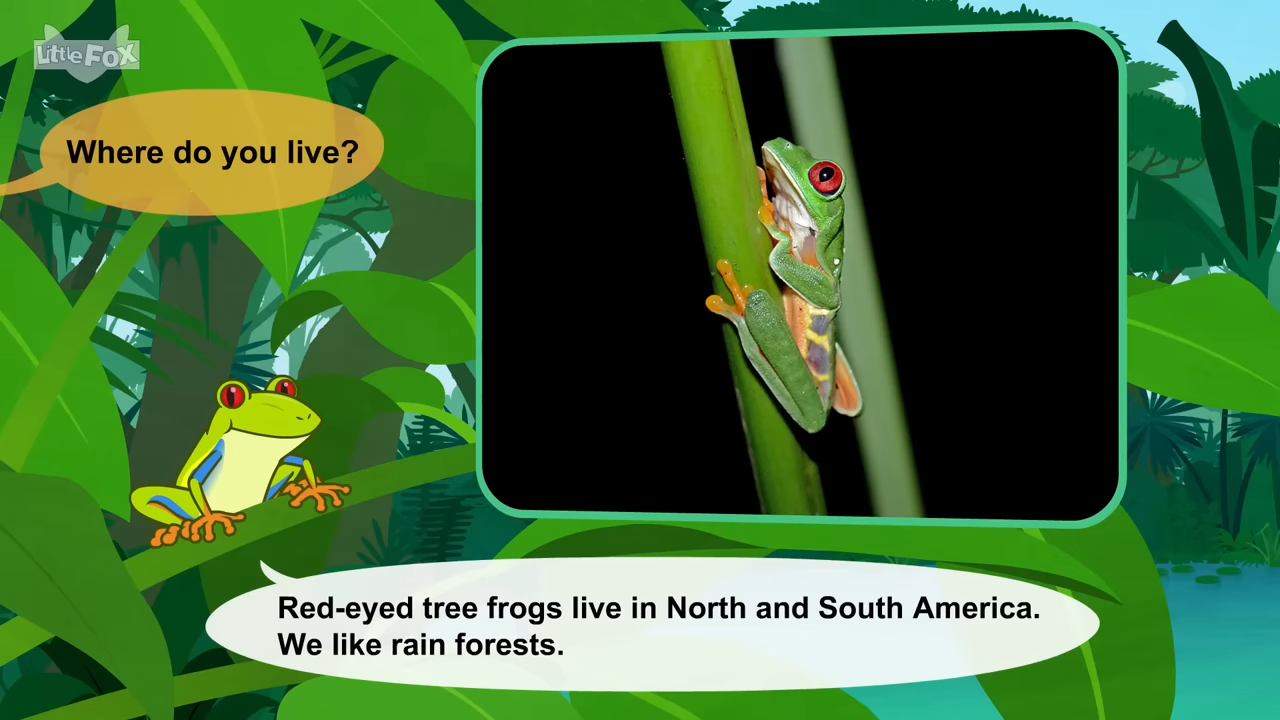 Little Fox
Where do you live?
Red-eyed tree frogs live in North and South America.
We like rain forests.